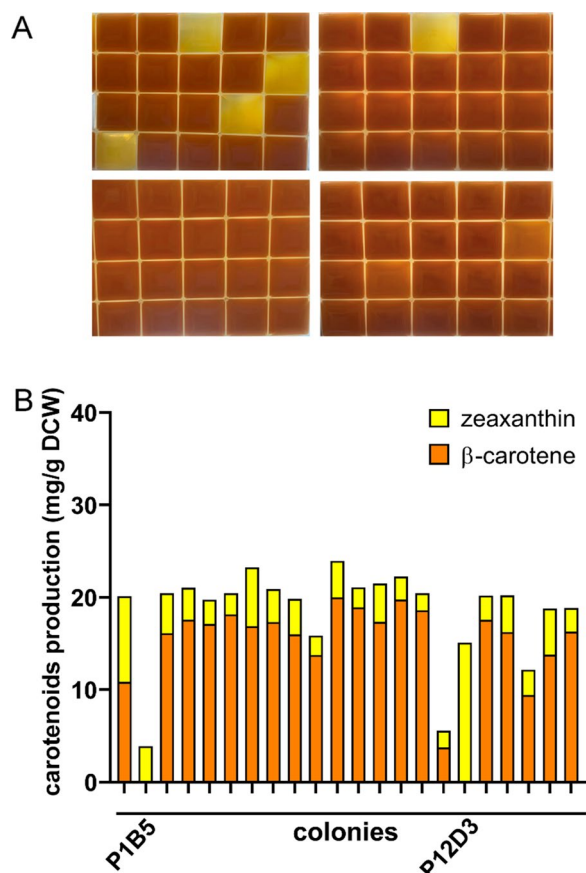 A
B
carotenoids production (mg/g DCW)
40
30
20
10
0
zeaxanthin
β-carotene
P1B5
colonies
P12D3